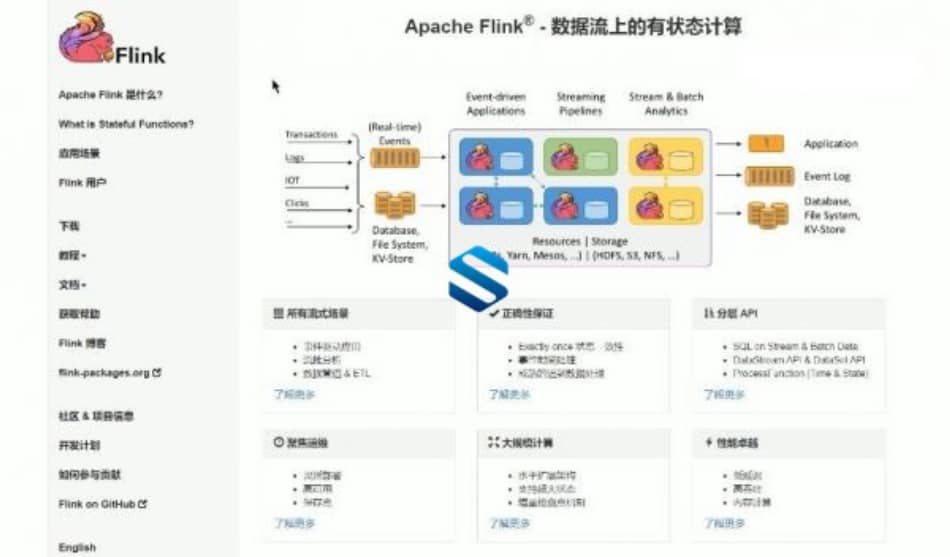 Flink
Apache Flink 是什么?
What is Stateful Functions?
应用场景
Flink 用户
下载
教程
文档
获取帮助
Flink 博客
flink-packages.org
社区 & 项目信息
开发计划
如何参与贡献
Flink on GitHub
English
Apache Flink® - 数据流上的有状态计算
Event-driven
Applications
Streaming
Pipelines
Stream & Batch
Analytics
Transactions
Logs
IOT
Clicks
...
(Real-time)
Events
Database,
File System,
KV-Store
Resources | Storage
Yarn, Mesos, ...) | (HDFS, S3, NFS, ...)
Application
Event Log
Database,
File System,
KV-Store
所有流式场景
事件驱动应用
流批分析
数据管道 & ETL
了解更多
正确性保证
Exactly-once 状态一致性
事件时间处理
成熟的迟到数据处理
了解更多
分层 API
SQL on Stream & Batch Data
DataStream API & DataSet API
ProcessFunction (Time & State)
了解更多
聚焦运维
灵活部署
高可用
保存点
了解更多
大规模计算
水平扩展架构
支持超大状态
增量检查点机制
了解更多
性能卓越
低延迟
高吞吐
内存计算
了解更多